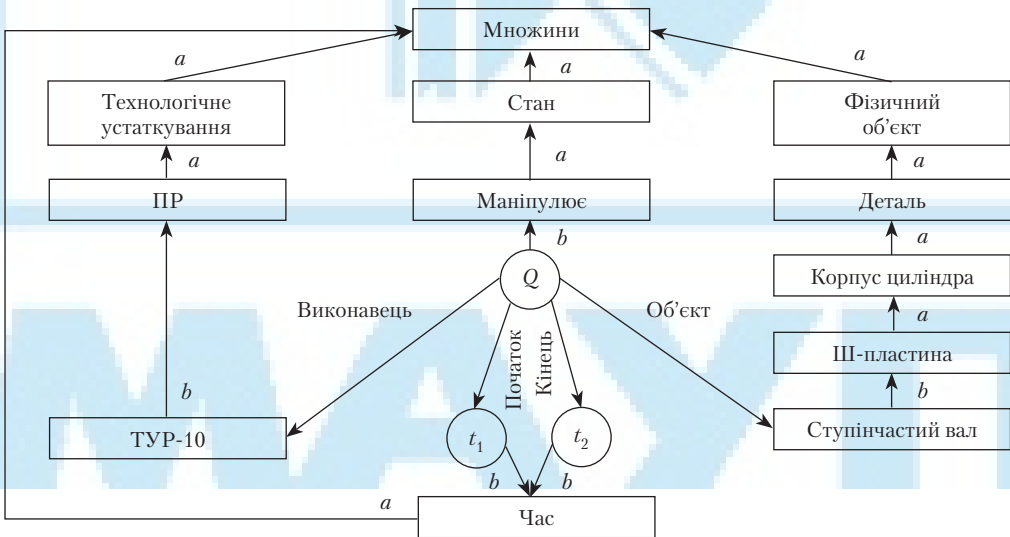 Множини
a
a
a
Технологічне
устаткування
Стан
Фізичний
об’єкт
a
a
a
ПР
Маніпулює
Деталь
b
a
Q
Корпус циліндра
Виконавець
Об’єкт
a
Початок
Кінець
Ш-пластина
b
b
ТУР-10
t1
t2
Ступінчастий вал
b
b
a
Час
МАУП